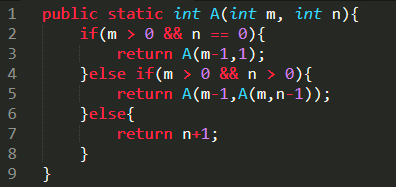 1 public static int A(int m, int n){
2     if(m > 0 && n == 0){
3         return A(m-1,1);
4     }else if(m > 0 && n > 0){
5         return A(m-1,A(m,n-1));
6     }else{
7         return n+1;
8     }
9 }